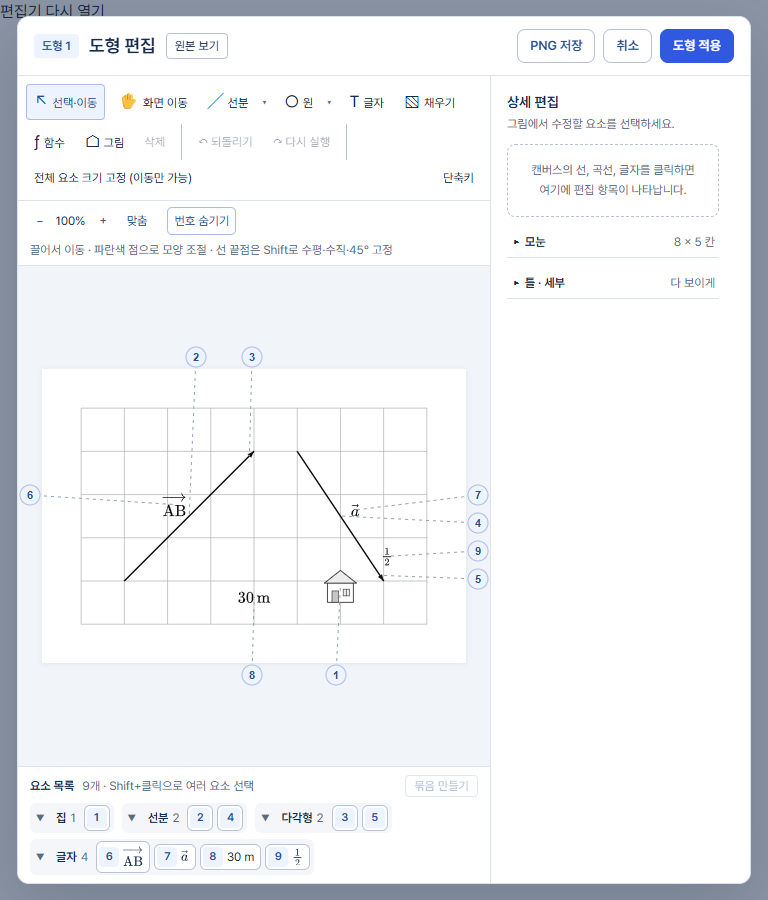 편집기 다시 열기
도형 1 도형 편집 원본 보기 PNG 저장 취소 도형 적용
선택·이동 화면 이동 선분 원 T 글자 채우기
f 함수 그림 삭제 되돌리기 다시 실행
전체 요소 크기 고정 (이동만 가능) 단축키
− 100% + 맞춤 번호 숨기기
끌어서 이동 · 파란색 점으로 모양 조절 · 선 끝점은 Shift로 수평·수직·45° 고정
상세 편집
그림에서 수정할 요소를 선택하세요.
캔버스의 선, 곡선, 글자를 클릭하면
여기에 편집 항목이 나타납니다.
▸ 모눈 8 × 5 칸
▸ 틀 · 세부 다 보이게
2 3
6 AB a 7
4
1/2 9
5
30 m
8 1
요소 목록 9개 · Shift+클릭으로 여러 요소 선택 묶음 만들기
▼ 집 1 1 ▼ 선분 2 2 4 ▼ 다각형 2 3 5
▼ 글자 4 6 AB 7 a 8 30 m 9 1/2